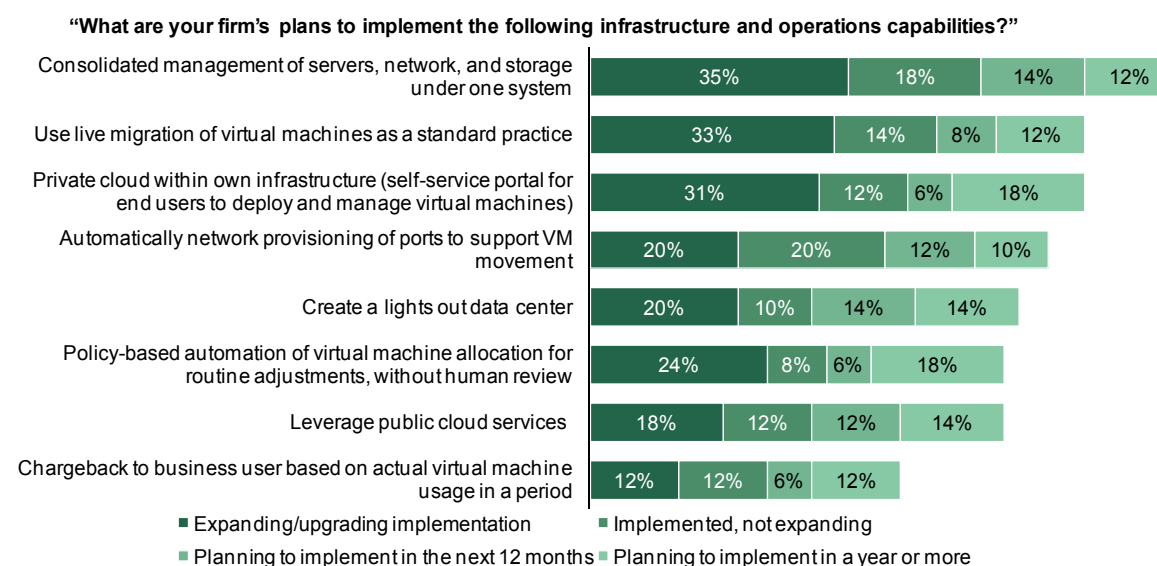 “What are your firm’s plans to implement the following infrastructure and operations capabilities?”
Consolidated management of servers, network, and storage
under one system
35% 18% 14% 12%
Use live migration of virtual machines as a standard practice
33% 14% 8% 12%
Private cloud within own infrastructure (self-service portal for
end users to deploy and manage virtual machines)
31% 12% 6% 18%
Automatically network provisioning of ports to support VM
movement
20% 20% 12% 10%
Create a lights out data center
20% 10% 14% 14%
Policy-based automation of virtual machine allocation for
routine adjustments, without human review
24% 8% 6% 18%
Leverage public cloud services
18% 12% 12% 14%
Chargeback to business user based on actual virtual machine
usage in a period
12% 12% 6% 12%
Expanding/upgrading implementation
Implemented, not expanding
Planning to implement in the next 12 months
Planning to implement in a year or more